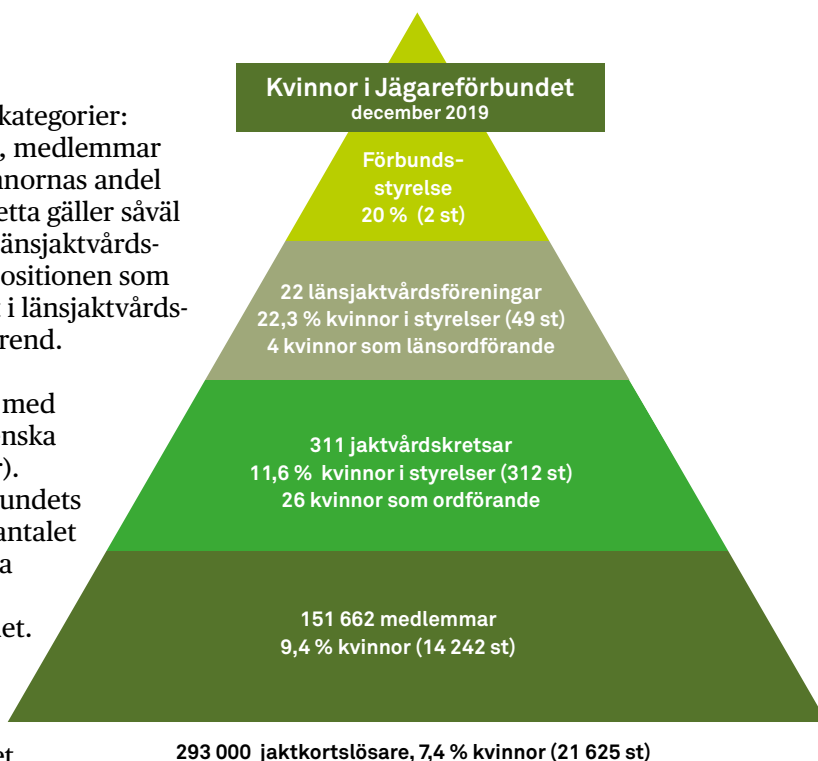 kategorier:
, medlemmar
nornas andel
etta gäller såväl
länsjaktvårds-
ositionen som
t i länsjaktvårds-
rend.
med
enska
r).
undets
antalet
a
et.
et
Kvinnor i Jägareförbundet
december 2019
Förbunds-
styrelse
20 % (2 st)
22 länsjaktvårdsföreningar
22,3 % kvinnor i styrelser (49 st)
4 kvinnor som länsordförande
311 jaktvårdskretsar
11,6 % kvinnor i styrelser (312 st)
26 kvinnor som ordförande
151 662 medlemmar
9,4 % kvinnor (14 242 st)
293 000 jaktkortslösare, 7,4 % kvinnor (21 625 st)